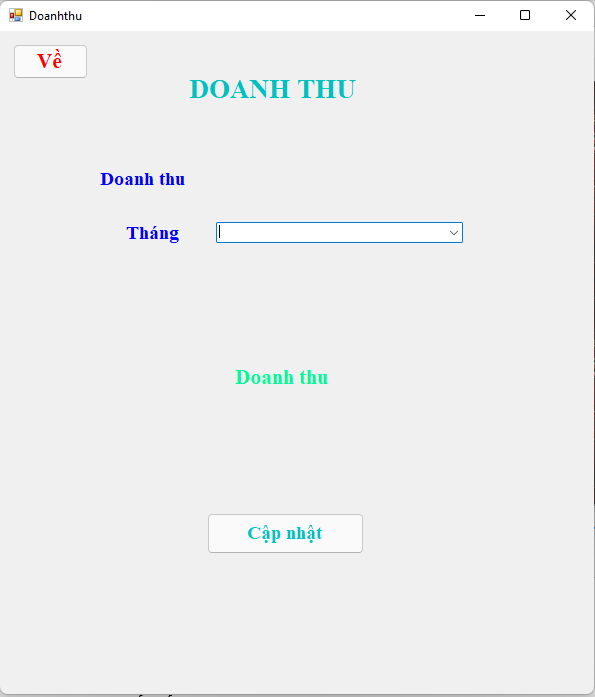 Doanhthu
Về
DOANH THU
Doanh thu
Tháng
Doanh thu
Cập nhật